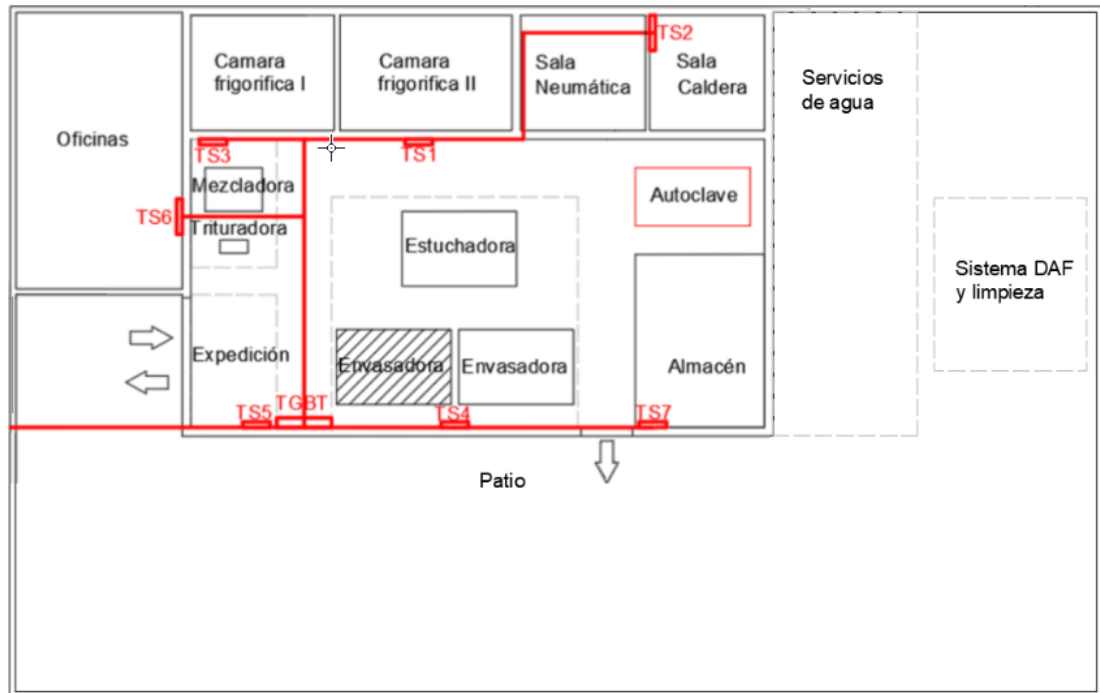 TS2
Camara
frigorifica I
Camara
frigorifica II
Sala
Neumática
Sala
Caldera
Servicios
de agua
Oficinas
TS3
TS1
Mezcladora
Autoclave
TS6
Trituradora
Estuchadora
Sistema DAF
y limpieza
Expedición
Envasadora
Envasadora
Almacén
TS5
TGBT
TS4
TS7
Patio